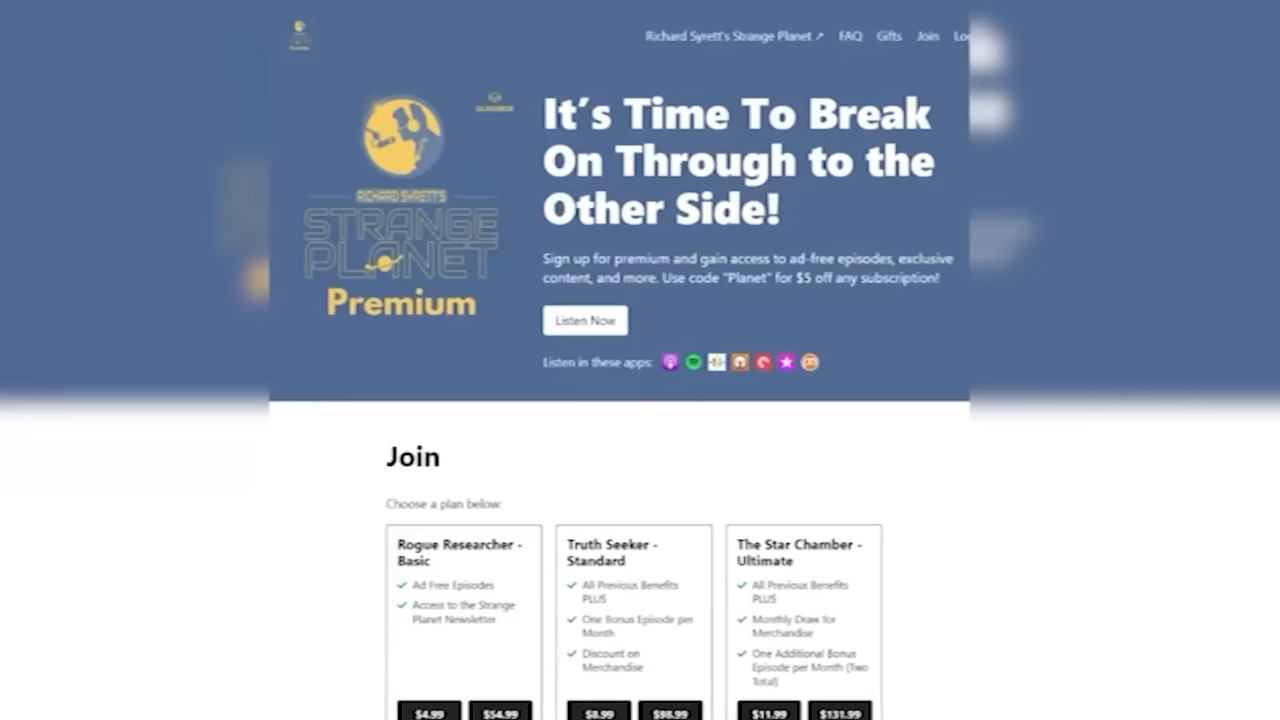 Richard Syrett's Strange Planet ↗ FAQ Gifts Join
It's Time To Break
On Through to the
Other Side!
RICHARD SYRETT'S
STRANGE
PLANET
Premium
Sign up for premium and gain access to ad-free episodes, exclusive
content, and more. Use code "Planet" for $5 off any subscription!
Listen Now
Listen in these apps:
Join
Choose a plan below:
Rogue Researcher -
Basic
Ad Free Episodes
Access to the Strange
Planet Newsletter
$4.99 $54.99
Truth Seeker -
Standard
All Previous Benefits
PLUS
One Bonus Episode per
Month
Discount on
Merchandise
$8.99 $98.99
The Star Chamber -
Ultimate
All Previous Benefits
PLUS
Monthly Draw for
Merchandise
One Additional Bonus
Episode per Month (Two
Total)
$11.99 $131.99